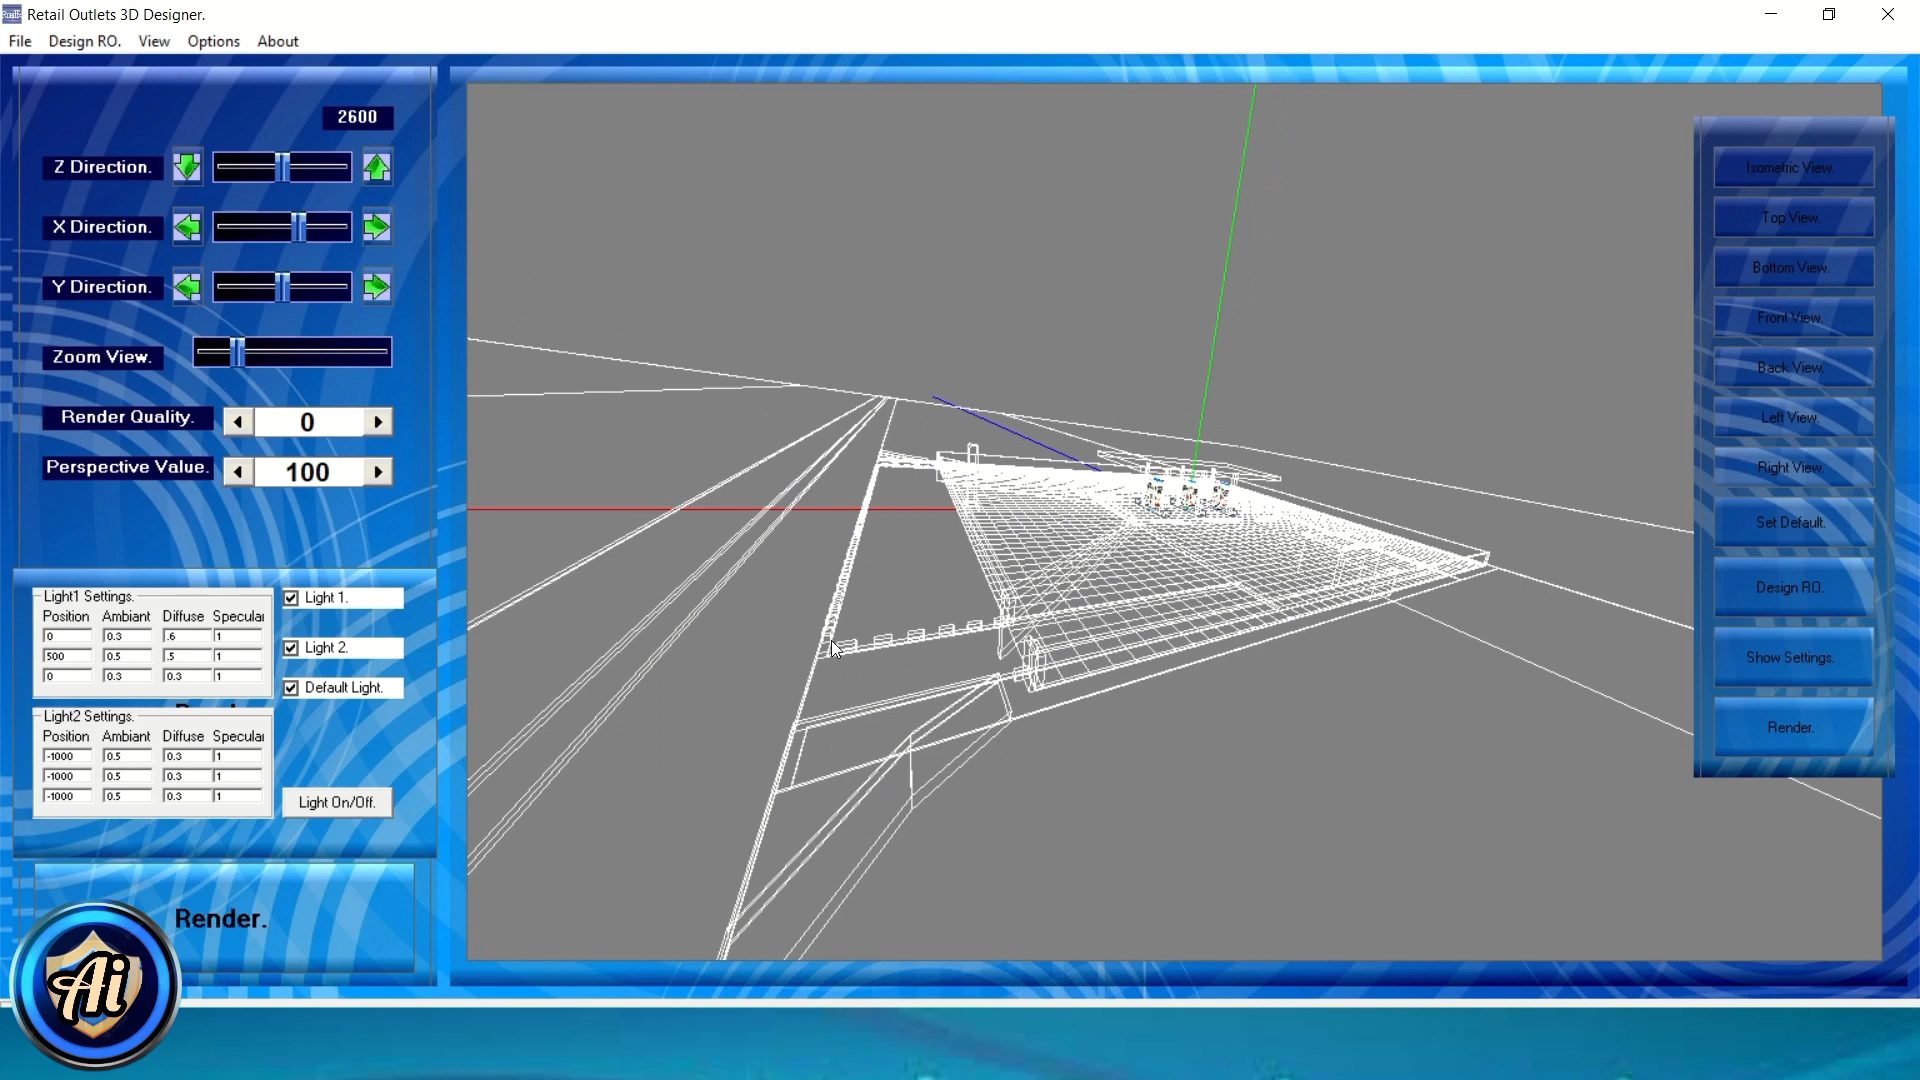 Retail Outlets 3D Designer.
File Design RO. View Options About
2600
Z Direction.
X Direction.
Y Direction.
Zoom View.
Render Quality. 0
Perspective Value. 100
Light1 Settings.
Position Ambiant Diffuse Specular
0 0.3 .6 1
500 0.5 .5 1
0 0.3 0.3 1
Light 1.
Light 2.
Default Light.
Light2 Settings.
Position Ambiant Diffuse Specular
-1000 0.5 0.3 1
-1000 0.5 0.3 1
-1000 0.5 0.3 1
Light On/Off.
Render.
Ai
Isometric View.
Top View.
Bottom View.
Front View.
Back View.
Left View.
Right View.
Set Default.
Design RO.
Show Settings.
Render.